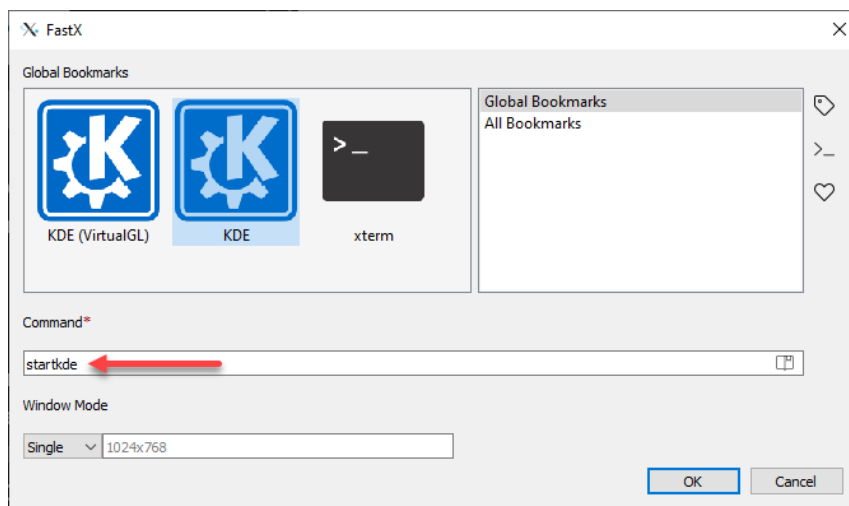 FastX
Global Bookmarks
KDE (VirtualGL)
KDE
xterm
Global Bookmarks
All Bookmarks
Command*
startkde
Window Mode
Single
1024x768
OK
Cancel